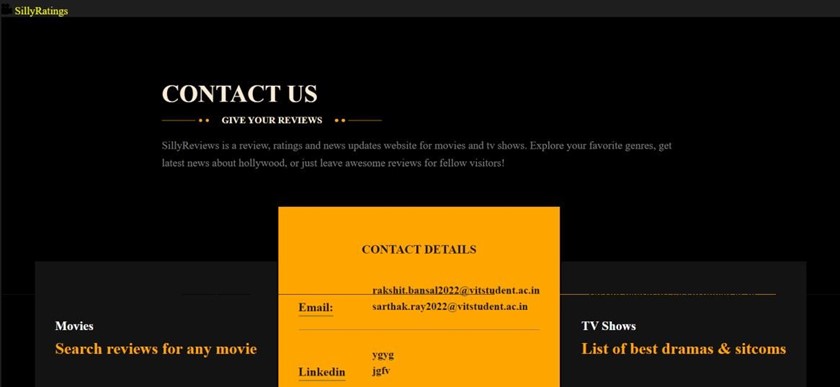 SillyRatings
CONTACT US
GIVE YOUR REVIEWS
SillyReviews is a review, ratings and news updates website for movies and tv shows. Explore your favorite genres, get
latest news about hollywood, or just leave awesome reviews for fellow visitors!
CONTACT DETAILS
rakshit.bansal2022@vitstudent.ac.in
Email:
sarthak.ray2022@vitstudent.ac.in
Movies
Search reviews for any movie
TV Shows
List of best dramas & sitcoms
ygyg
Linkedin
jgfv